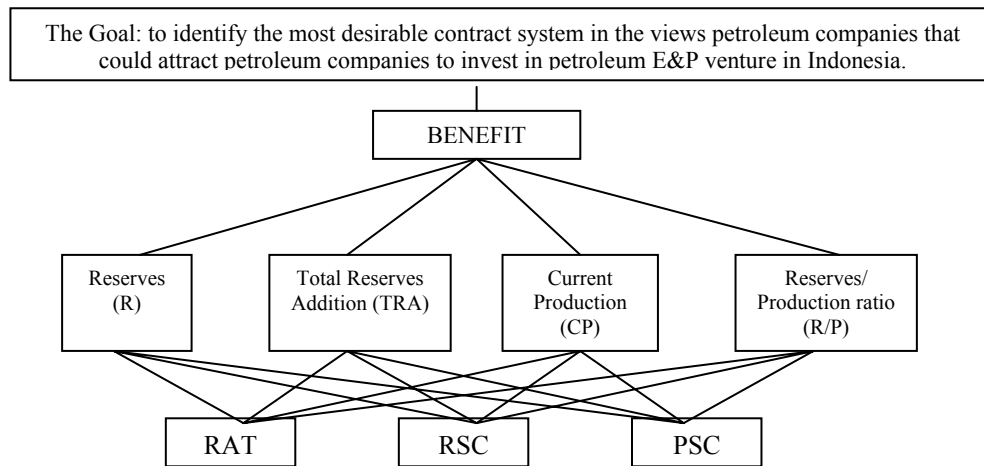 The Goal: to identify the most desirable contract system in the views petroleum companies that
could attract petroleum companies to invest in petroleum E&P venture in Indonesia.
BENEFIT
Reserves
(R)
Total Reserves
Addition (TRA)
Current
Production
(CP)
Reserves/
Production ratio
(R/P)
RAT
RSC
PSC